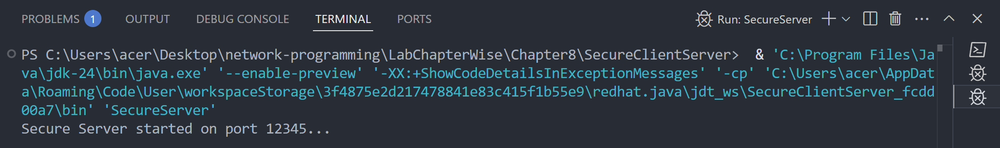 PROBLEMS 1 OUTPUT DEBUG CONSOLE TERMINAL PORTS Run: SecureServer
PS C:\Users\acer\Desktop\network-programming\LabChapterWise\Chapter8\SecureClientServer>  & 'C:\Program Files\Ja
va\jdk-24\bin\java.exe' '--enable-preview' '-XX:+ShowCodeDetailsInExceptionMessages' '-cp' 'C:\Users\acer\AppDat
a\Roaming\Code\User\workspaceStorage\3f4875e2d217478841e83c415f1b55e9\redhat.java\jdt_ws\SecureClientServer_fcdd
00a7\bin' 'SecureServer'
Secure Server started on port 12345...